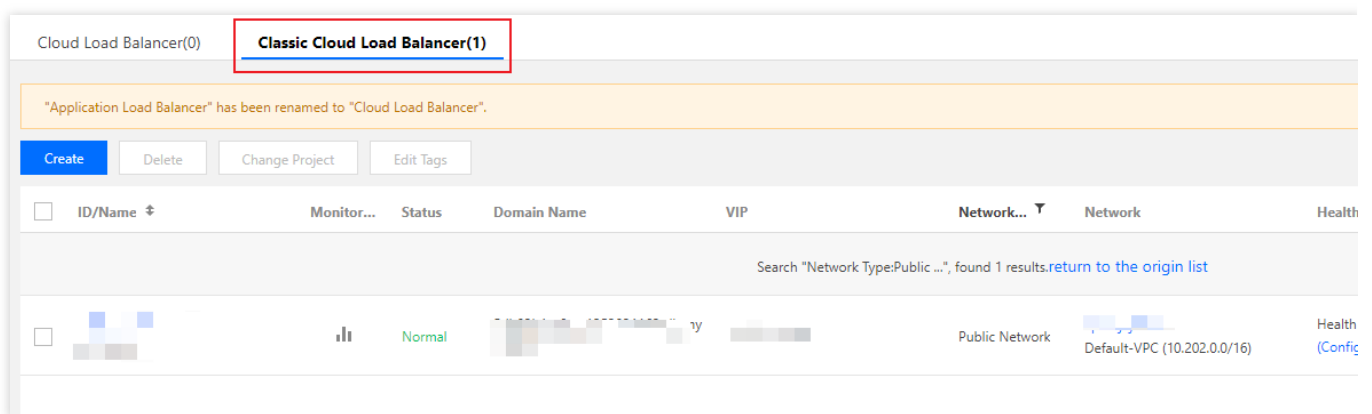 Cloud Load Balancer(0) Classic Cloud Load Balancer(1)
"Application Load Balancer" has been renamed to "Cloud Load Balancer".
Create Delete Change Project Edit Tags
ID/Name Monitor... Status Domain Name VIP Network... Network Health
Search "Network Type:Public ...", found 1 results.return to the origin list
Normal Public Network Health
Default-VPC (10.202.0.0/16) (Config